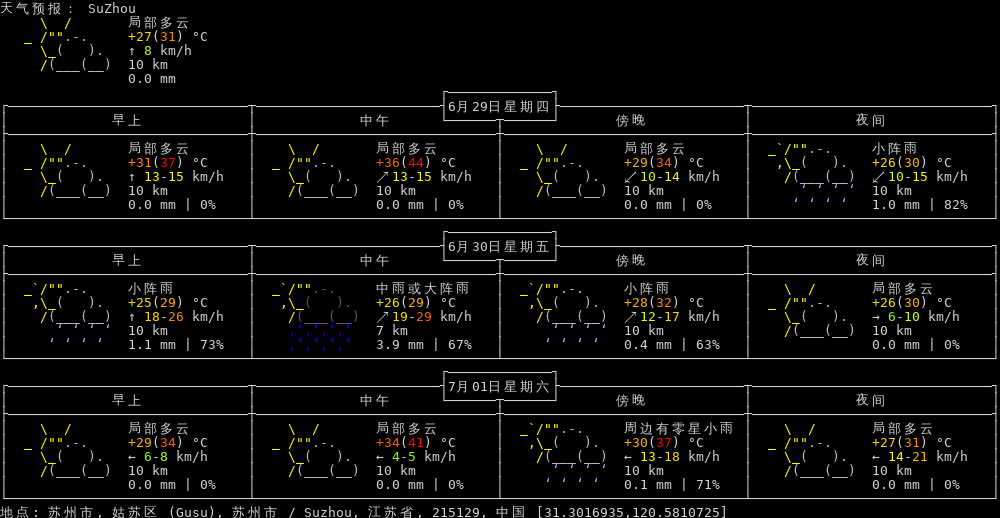 天气预报: SuZhou
局部多云
+27(31) °C
↑ 8 km/h
10 km
0.0 mm
6月29日星期四
早上 中午 傍晚 夜间
局部多云 局部多云 局部多云 小阵雨
+31(37) °C +36(44) °C +29(34) °C +26(30) °C
↑ 13-15 km/h ↗ 13-15 km/h ↙ 10-14 km/h ↙ 10-15 km/h
10 km 10 km 10 km 10 km
0.0 mm | 0% 0.0 mm | 0% 0.0 mm | 0% 1.0 mm | 82%
6月30日星期五
早上 中午 傍晚 夜间
小阵雨 中雨或大阵雨 小阵雨 局部多云
+25(29) °C +26(29) °C +28(32) °C +26(30) °C
↑ 18-26 km/h ↗ 19-29 km/h ↗ 12-17 km/h → 6-10 km/h
10 km 7 km 10 km 10 km
1.1 mm | 73% 3.9 mm | 67% 0.4 mm | 63% 0.0 mm | 0%
7月01日星期六
早上 中午 傍晚 夜间
局部多云 局部多云 周边有零星小雨 局部多云
+29(34) °C +34(41) °C +30(37) °C +27(31) °C
← 6-8 km/h ← 4-5 km/h ← 13-18 km/h ← 14-21 km/h
10 km 10 km 10 km 10 km
0.0 mm | 0% 0.0 mm | 0% 0.1 mm | 71% 0.0 mm | 0%
地点: 苏州市, 姑苏区 (Gusu), 苏州市 / Suzhou, 江苏省, 215129, 中国 [31.3016935,120.5810725]